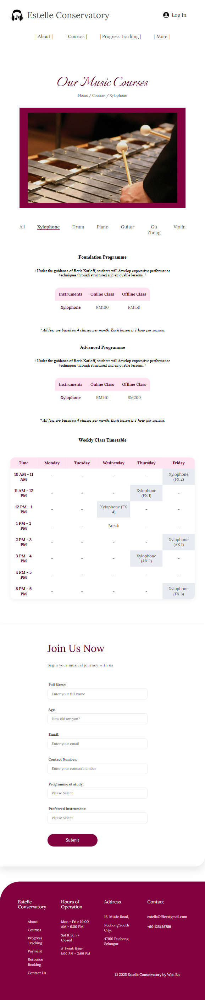 Estelle Conservatory
Log In
| About |
| Courses |
| Progress Tracking |
| More |
Our Music Courses
Home / Courses / Xylophone
All
Xylophone
Drum
Piano
Guitar
Gu
Zheng
Violin
Foundation Programme
/ Under the guidance of Boris Karloff, students will develop expressive performance
techniques through structured and enjoyable lessons. /
Instruments Online Class Offline Class
Xylophone RM100 RM150
* All fees are based on 4 classes per month. Each lesson is 1 hour per session.
Advanced Programme
/ Under the guidance of Boris Karloff, students will develop expressive performance
techniques through structured and enjoyable lessons. /
Instruments Online Class Offline Class
Xylophone RM140 RM200
* All fees are based on 4 classes per month. Each lesson is 1 hour per session.
Weekly Class Timetable
Time Monday Tuesday Wednesday Thursday Friday
10 AM - 11
AM
- - - -
Xylophone
(FX 2)
11 AM - 12
PM
- - -
Xylophone
(FX 1)
-
12 PM - 1
PM
- -
Xylophone (FX
4)
- -
1 PM - 2
PM
- - Break - -
2 PM - 3
PM
- - - -
Xylophone
(AX 1)
3 PM - 4
PM
- - -
Xylophone
(AX 2)
-
4 PM - 5
PM
- - - - -
5 PM - 6
PM
- - - -
Xylophone
(FX 3)
Join Us Now
Begin your musical journey with us
Full Name:
Enter your full name
Age:
How old are you?
Email:
Enter your email
Contact Number:
Enter your contact number
Programme of study:
Please Select
Preferred Instrument:
Please Select
Submit
Estelle
Conservatory
About
Courses
Progress
Tracking
Payment
Resource
Booking
Contact Us
Hours of
Operation
Mon - Fri > 10:00
AM - 6:00 PM
Sat & Sun >
Closed
# Break Hour:
1:00 PM - 2:00 PM
Address
16, Music Road,
Puchong South
City,
47100 Puchong,
Selangor
Contact
estellaOffice@gmail.com
+60 123456789
© 2025 Estelle Conservatory by Wan En